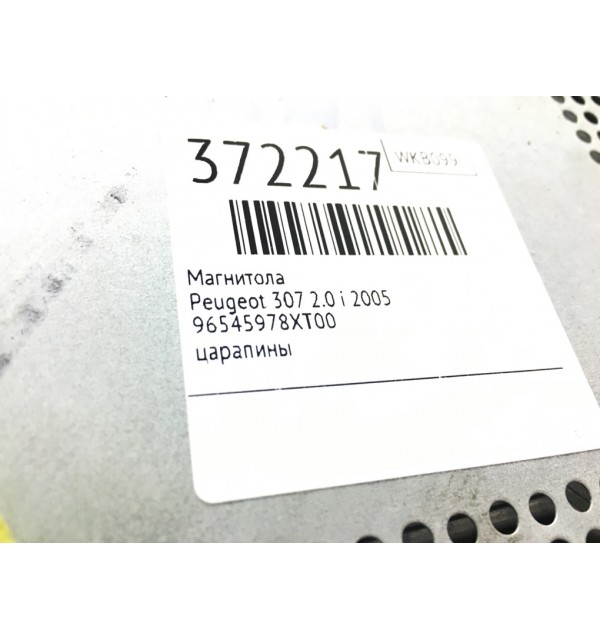 372217
WKB099
Магнитола
Peugeot 307 2.0 i 2005
96545978XT00
царапины